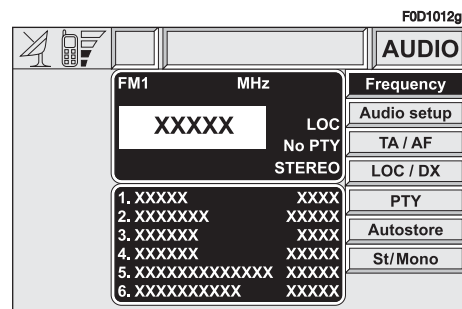 F0D1012g
AUDIO
FM1 MHz
XXXXX
LOC
No PTY
STEREO
1. XXXXX XXXX
2. XXXXXXX XXXXX
3. XXXXXX XXXX
4. XXXXXX XXXXX
5. XXXXXXXXXXXXX XXXXX
6. XXXXXXXXXX XXXXX
Frequency
Audio setup
TA / AF
LOC / DX
PTY
Autostore
St/Mono